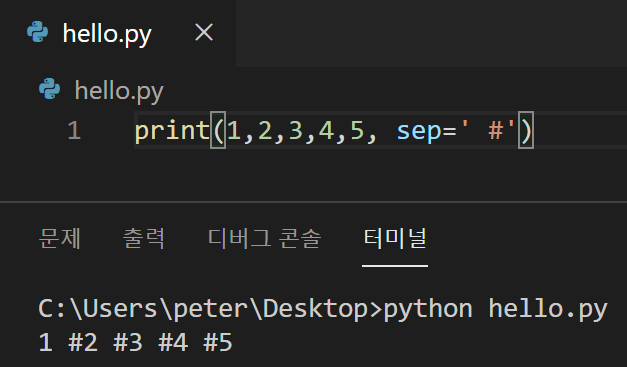 hello.py
hello.py
1 print(1,2,3,4,5, sep=' #')
문제 출력 디버그 콘솔 터미널
C:\Users\peter\Desktop>python hello.py
1 #2 #3 #4 #5